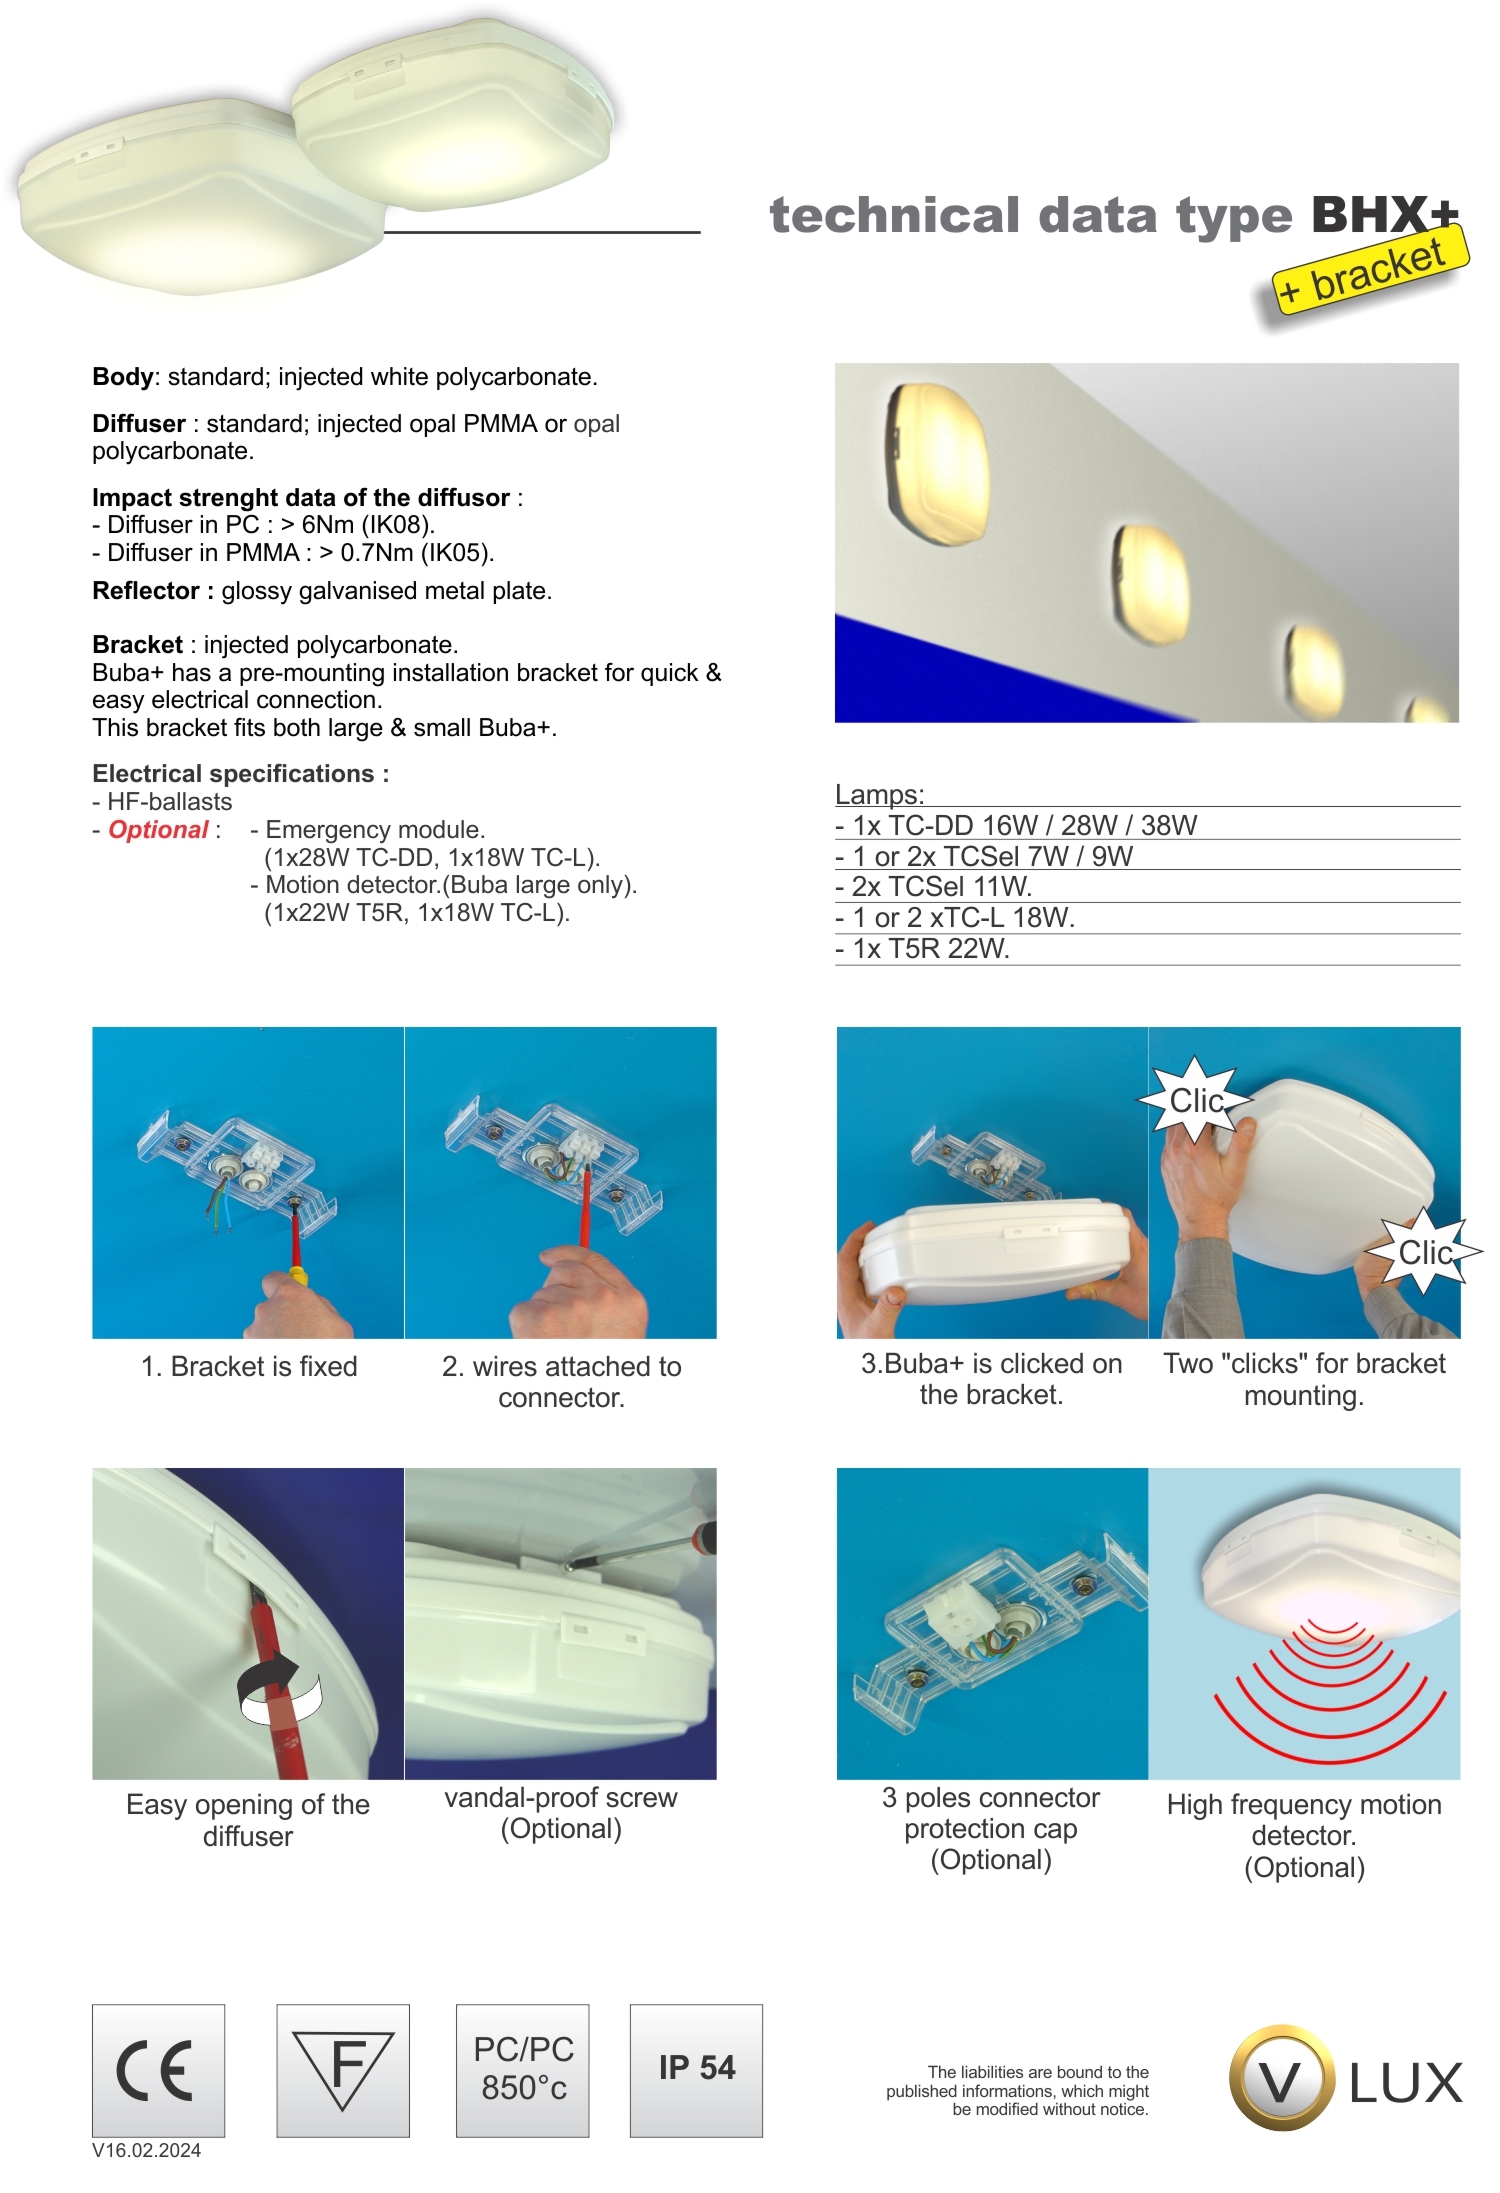 technical data type BHX+
+ bracket
Body: standard; injected white polycarbonate.
Diffuser : standard; injected opal PMMA or opal
polycarbonate.
Impact strenght data of the diffusor :
- Diffuser in PC : > 6Nm (IK08).
- Diffuser in PMMA : > 0.7Nm (IK05).
Reflector : glossy galvanised metal plate.
Bracket : injected polycarbonate.
Buba+ has a pre-mounting installation bracket for quick &
easy electrical connection.
This bracket fits both large & small Buba+.
Electrical specifications :
- HF-ballasts
- Optional : - Emergency module.
(1x28W TC-DD, 1x18W TC-L).
- Motion detector.(Buba large only).
(1x22W T5R, 1x18W TC-L).
Lamps:
- 1x TC-DD 16W / 28W / 38W
- 1 or 2x TCSel 7W / 9W
- 2x TCSel 11W.
- 1 or 2 xTC-L 18W.
- 1x T5R 22W.
Clic
Clic
1. Bracket is fixed
2. wires attached to
connector.
3.Buba+ is clicked on
the bracket.
Two "clicks" for bracket
mounting.
Easy opening of the
diffuser
vandal-proof screw
(Optional)
3 poles connector
protection cap
(Optional)
High frequency motion
detector.
(Optional)
CE
F
PC/PC
850°c
IP 54
V16.02.2024
The liabilities are bound to the
published informations, which might
be modified without notice.
V LUX